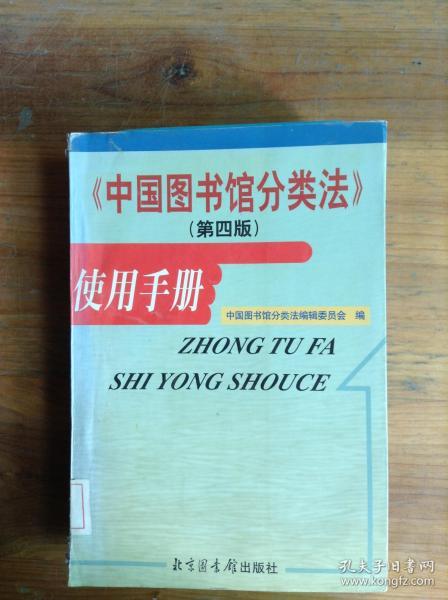 《中国图书馆分类法》
(第四版)
使用手册
中国图书馆分类法编辑委员会 编
ZHONG TU FA
SHI YONG SHOUCE
北京图书馆出版社
孔夫子旧书网
www.kongfz.com